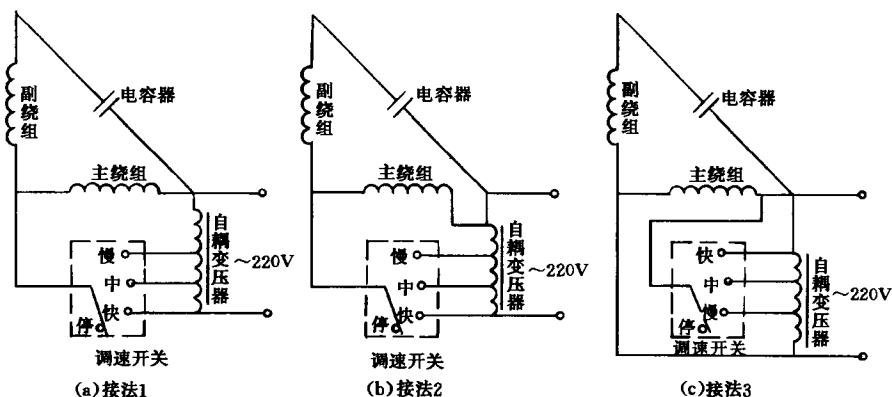 副绕组
电容器
主绕组
慢
中
快
停
自耦变压器
～220V
调速开关
(a)接法1
副绕组
电容器
主绕组
慢
中
快
停
自耦变压器
～220V
调速开关
(b)接法2
副绕组
电容器
主绕组
快
中
慢
停
自耦变压器
～220V
调速开关
(c)接法3